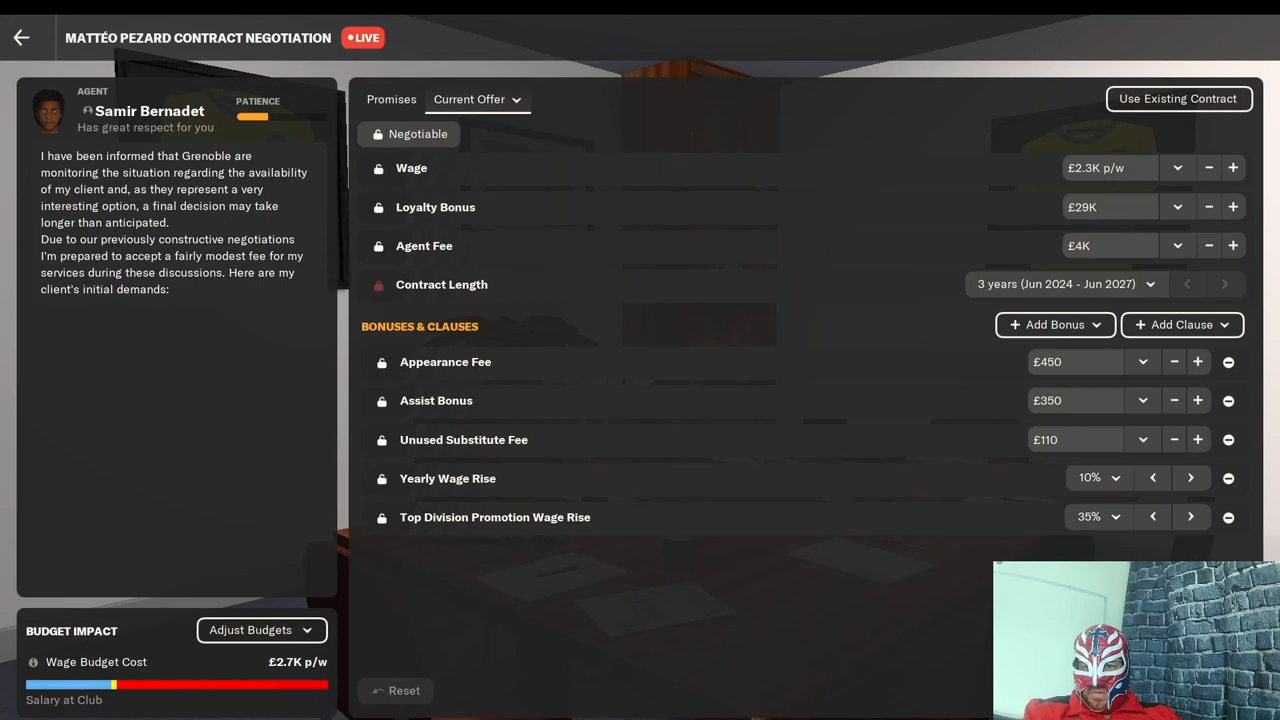 MATTÉO PEZARD CONTRACT NEGOTIATION
LIVE
AGENT
Samir Bernadet
Has great respect for you
PATIENCE
I have been informed that Grenoble are
monitoring the situation regarding the availability
of my client and, as they represent a very
interesting option, a final decision may take
longer than anticipated.
Due to our previously constructive negotiations
I'm prepared to accept a fairly modest fee for my
services during these discussions. Here are my
client's initial demands:
Promises
Current Offer
Use Existing Contract
Negotiable
Wage
£2.3K p/w
Loyalty Bonus
£29K
Agent Fee
£4K
Contract Length
3 years (Jun 2024 - Jun 2027)
BONUSES & CLAUSES
+ Add Bonus
+ Add Clause
Appearance Fee
£450
Assist Bonus
£350
Unused Substitute Fee
£110
Yearly Wage Rise
10%
Top Division Promotion Wage Rise
35%
BUDGET IMPACT
Adjust Budgets
Wage Budget Cost
£2.7K p/w
Salary at Club
Reset